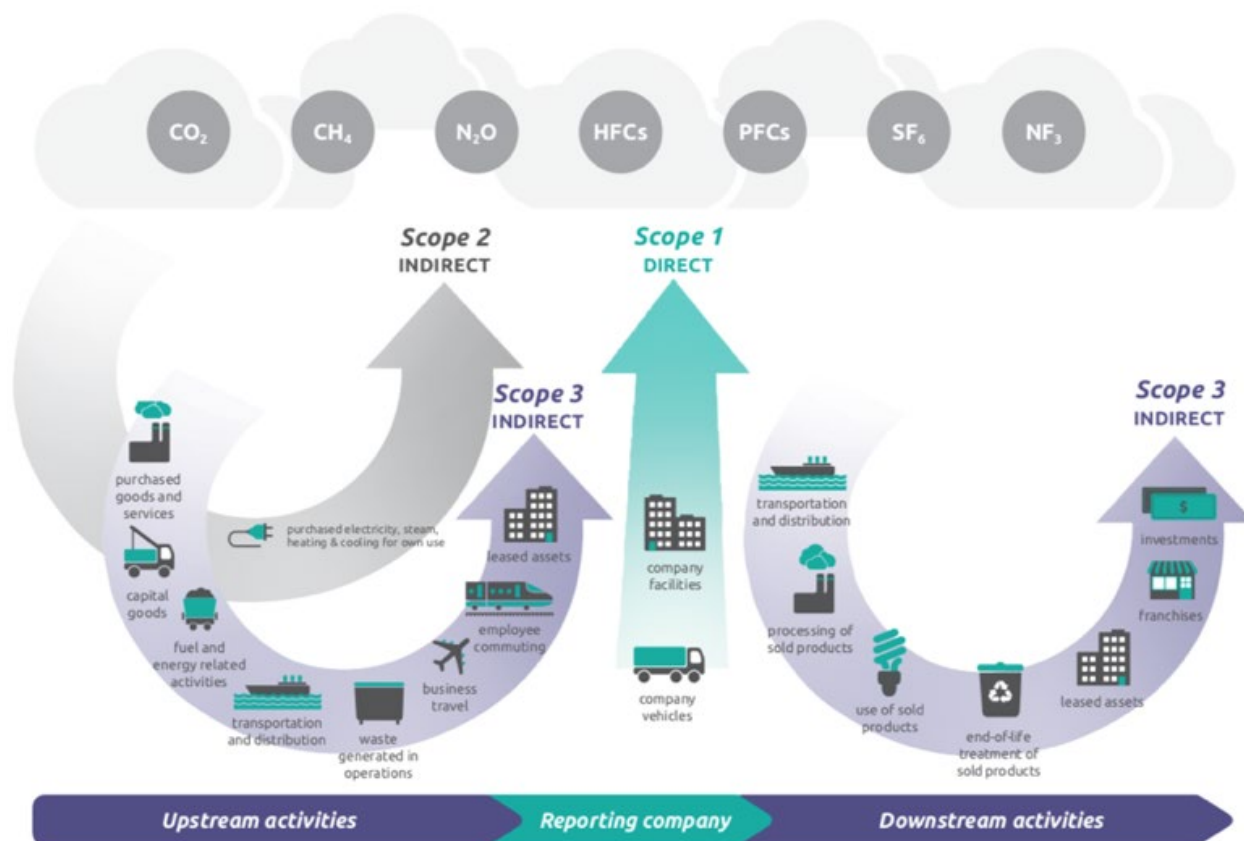 CO₂
CH₄
N₂O
HFCs
PFCs
SF₆
NF₃
Scope 2
INDIRECT
Scope 1
DIRECT
Scope 3
INDIRECT
Scope 3
INDIRECT
purchased
goods and
services
capital
goods
fuel and
energy related
activities
transportation
and distribution
waste
generated in
operations
business
travel
employee
commuting
leased assets
purchased electricity, steam,
heating & cooling for own use
company
facilities
company
vehicles
transportation
and distribution
processing of
sold products
use of sold
products
end-of-life
treatment of
sold products
leased assets
franchises
$
investments
Upstream activities
Reporting company
Downstream activities